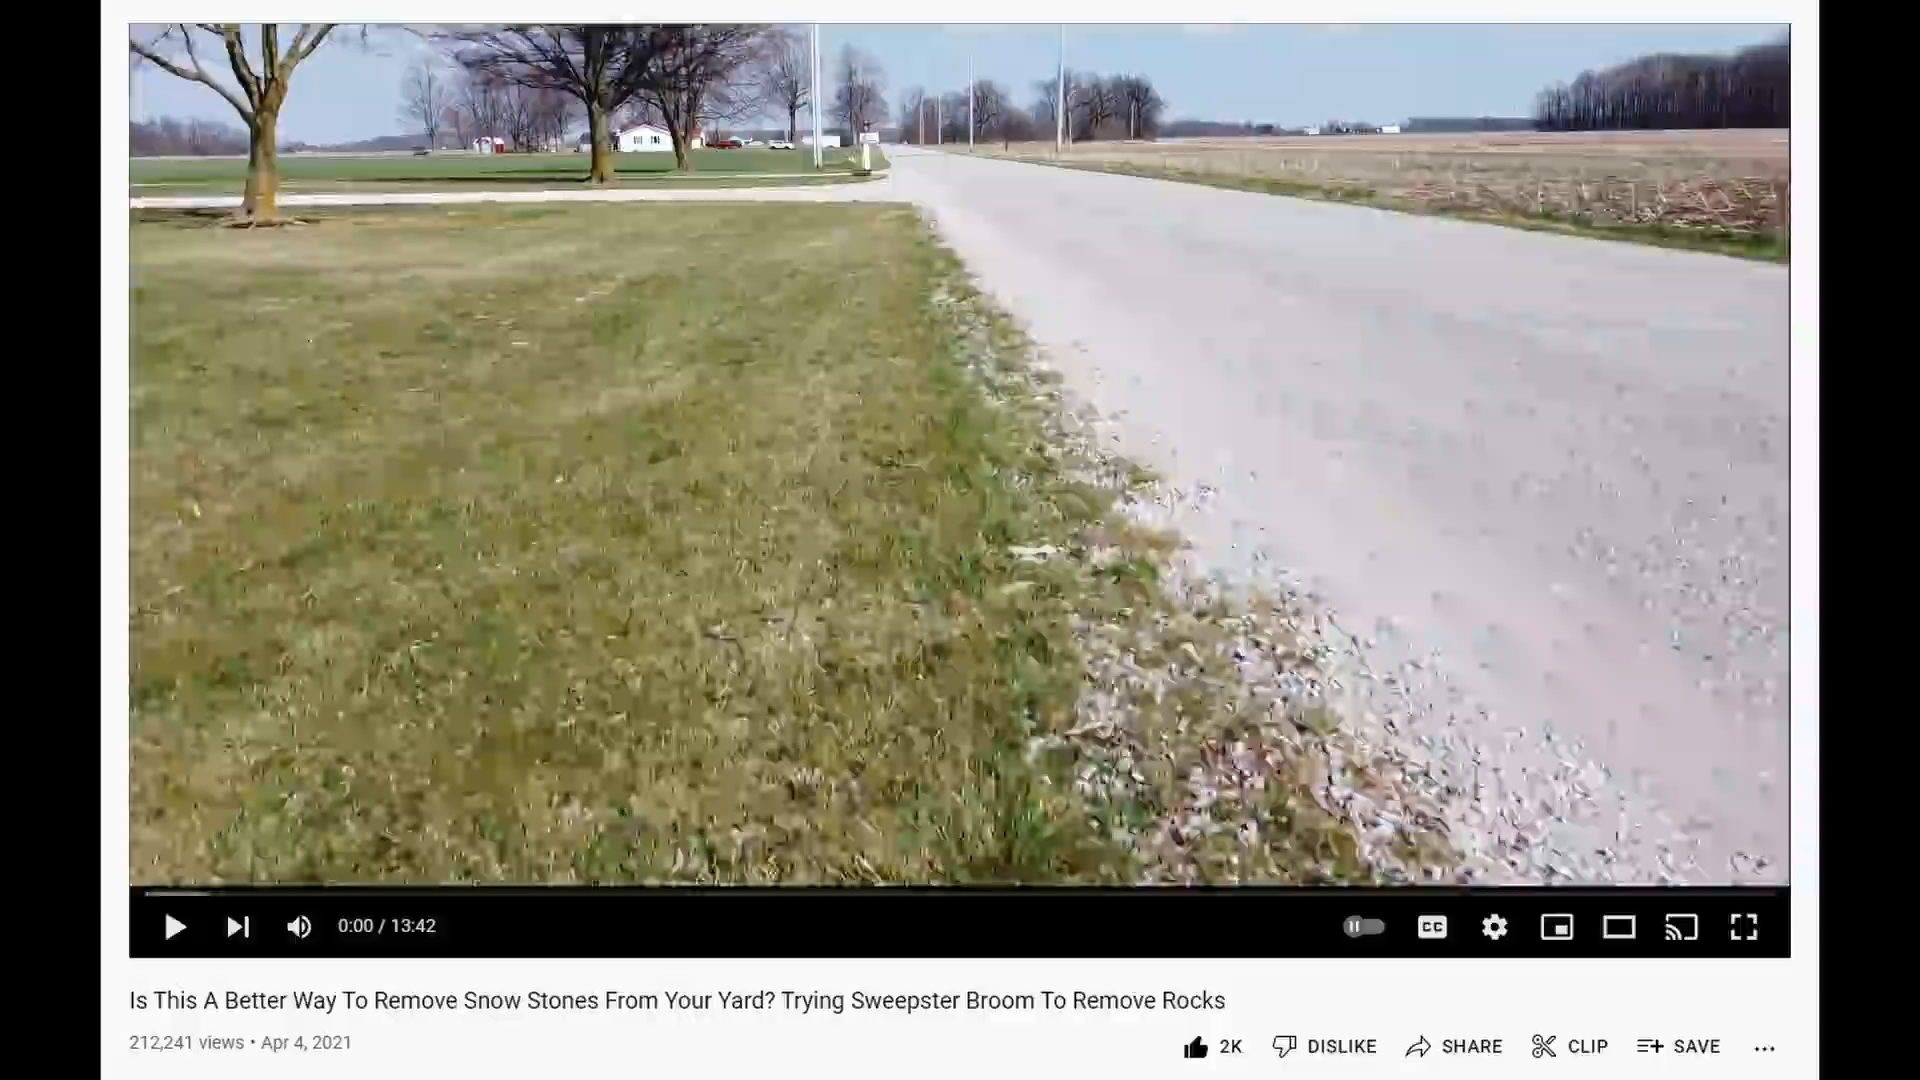 0:00 / 13:42
CC
Is This A Better Way To Remove Snow Stones From Your Yard? Trying Sweepster Broom To Remove Rocks
212,241 views • Apr 4, 2021
2K DISLIKE SHARE CLIP SAVE